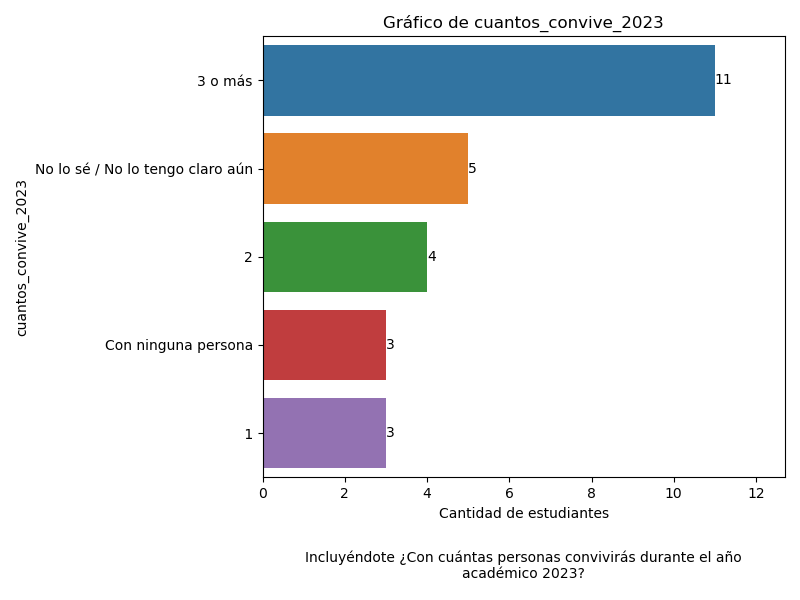 Gráfico de cuantos_convive_2023
3 o más
11
No lo sé / No lo tengo claro aún
5
2
4
Con ninguna persona
3
1
3
cuantos_convive_2023
0 2 4 6 8 10 12
Cantidad de estudiantes
Incluyéndote ¿Con cuántas personas convivirás durante el año
académico 2023?